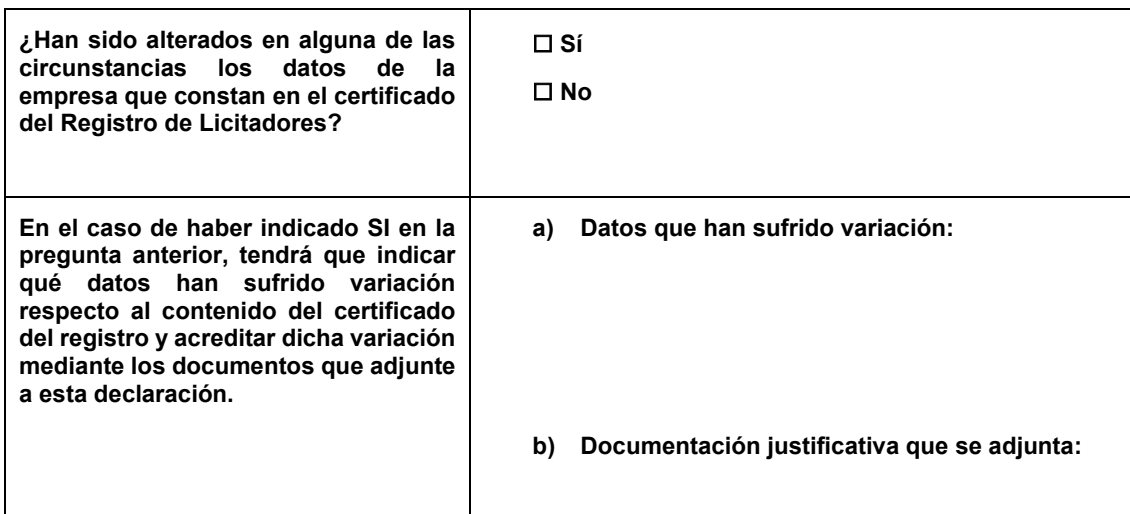 ¿Han sido alterados en alguna de las
circunstancias los datos de la
empresa que constan en el certificado
del Registro de Licitadores?
☐ Sí
☐ No
En el caso de haber indicado SI en la
pregunta anterior, tendrá que indicar
qué datos han sufrido variación
respecto al contenido del certificado
del registro y acreditar dicha variación
mediante los documentos que adjunte
a esta declaración.
a) Datos que han sufrido variación:
b) Documentación justificativa que se adjunta: